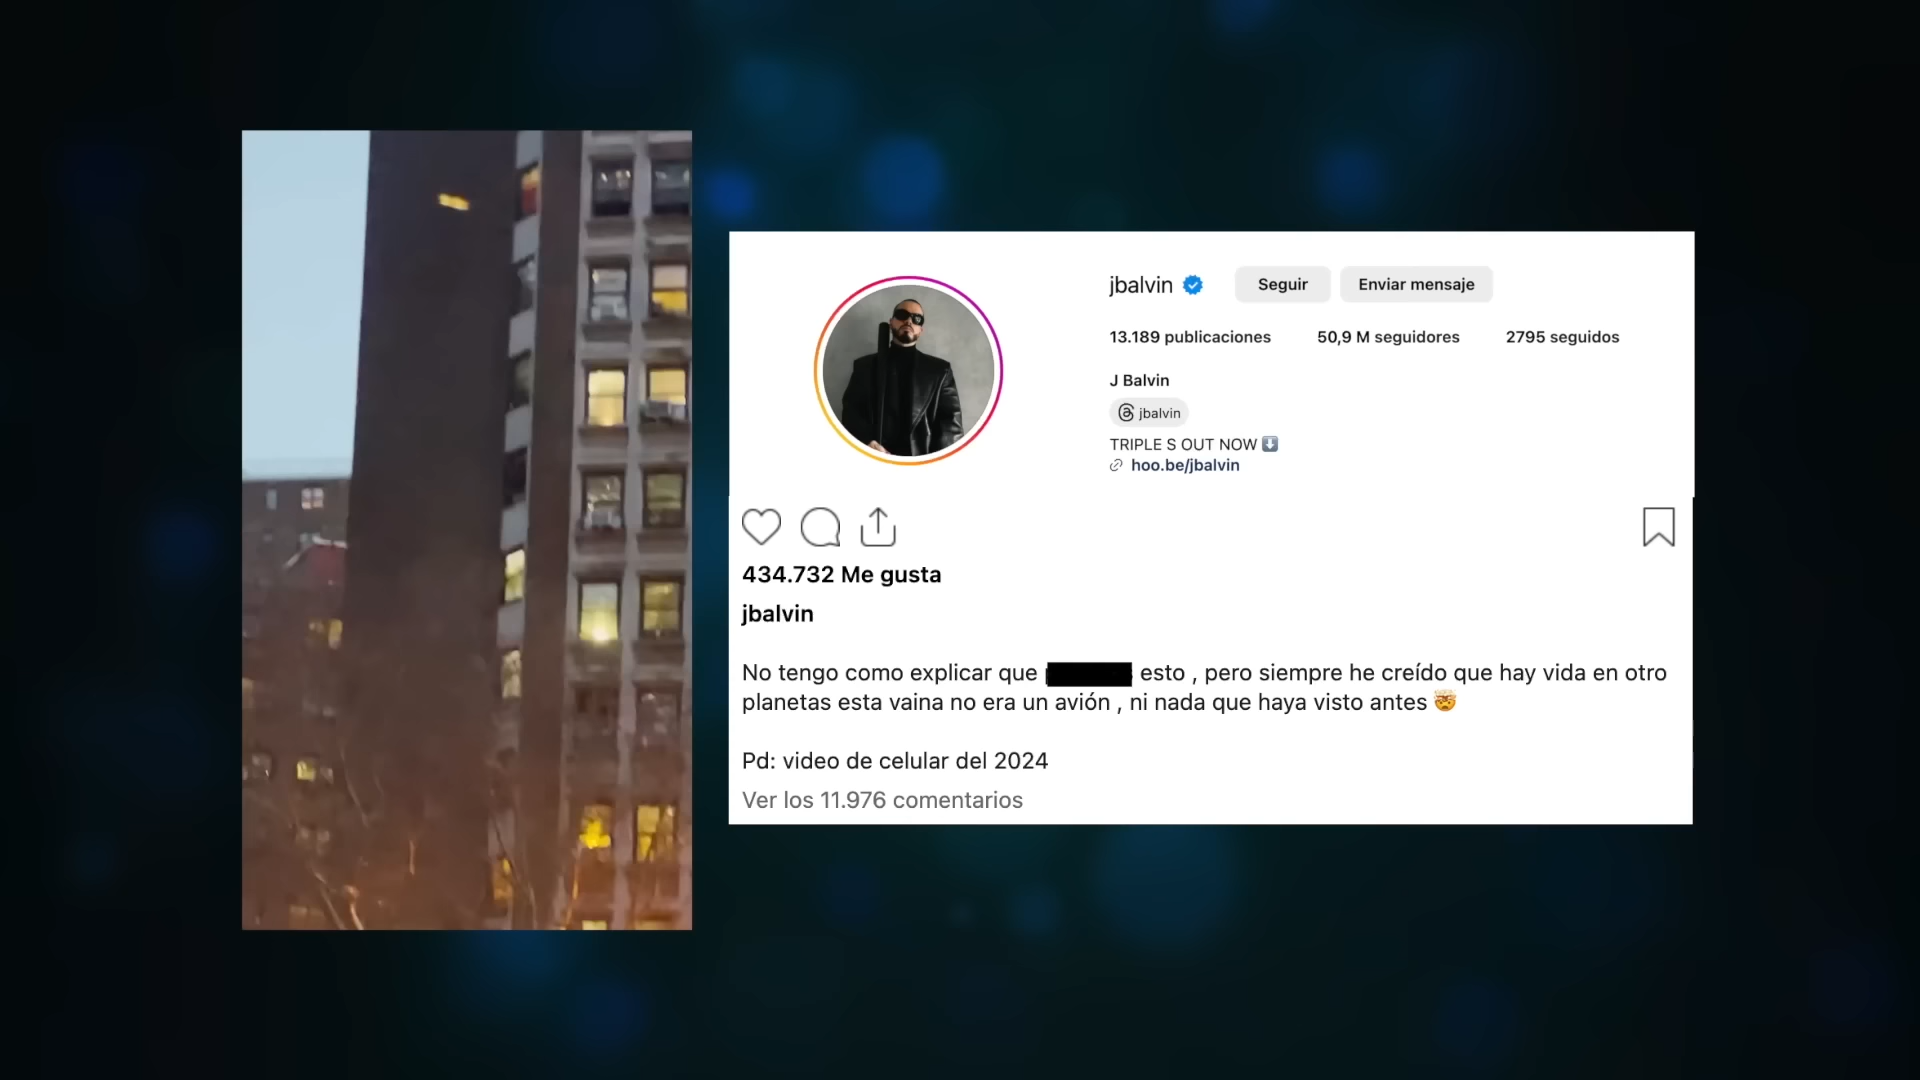 jbalvin
Seguir
Enviar mensaje
13.189 publicaciones
50,9 M seguidores
2795 seguidos
J Balvin
jbalvin
TRIPLE S OUT NOW ⬇️
hoo.be/jbalvin
434.732 Me gusta
jbalvin
No tengo como explicar que esto , pero siempre he creído que hay vida en otro
planetas esta vaina no era un avión , ni nada que haya visto antes 🤯
Pd: video de celular del 2024
Ver los 11.976 comentarios